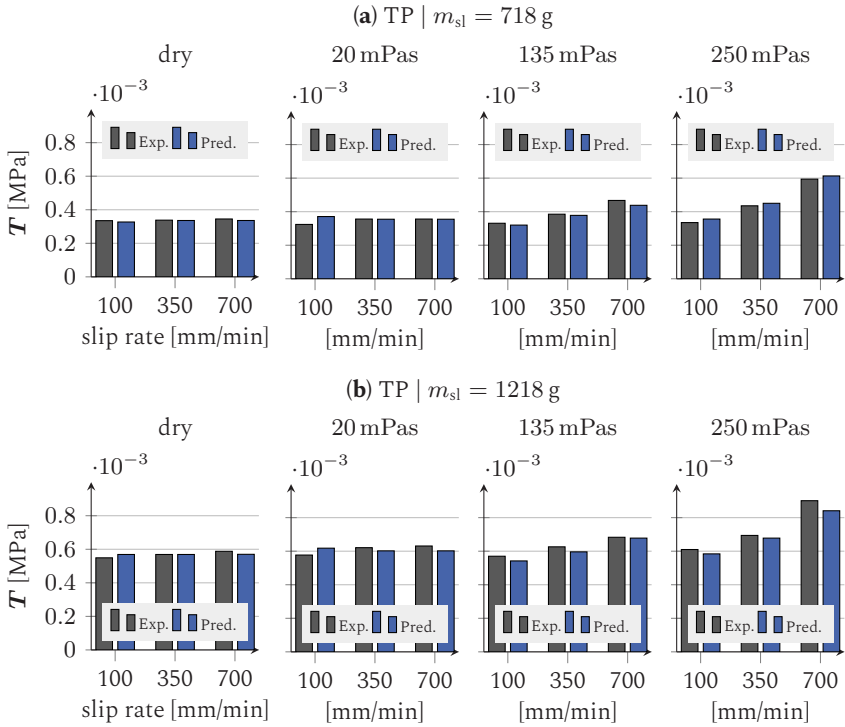 (a) TP | m_sl = 718 g
dry 20 mPas 135 mPas 250 mPas
·10⁻³ ·10⁻³ ·10⁻³ ·10⁻³
Exp. Pred. Exp. Pred. Exp. Pred. Exp. Pred.
0.8
0.6
0.4
0.2
0
T [MPa]
100 350 700 100 350 700 100 350 700 100 350 700
slip rate [mm/min] [mm/min] [mm/min] [mm/min]
(b) TP | m_sl = 1218 g
dry 20 mPas 135 mPas 250 mPas
·10⁻³ ·10⁻³ ·10⁻³ ·10⁻³
0.8
0.6
0.4
0.2
0
T [MPa]
Exp. Pred. Exp. Pred. Exp. Pred. Exp. Pred.
100 350 700 100 350 700 100 350 700 100 350 700
slip rate [mm/min] [mm/min] [mm/min] [mm/min]